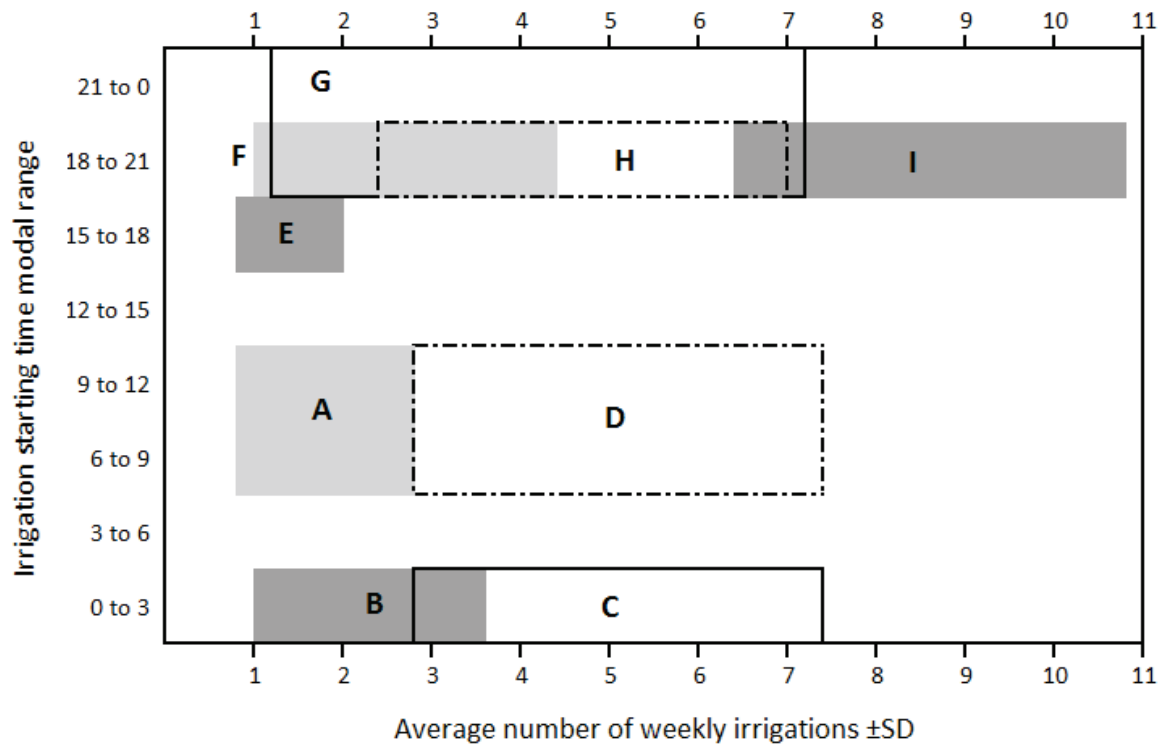 1 2 3 4 5 6 7 8 9 10 11
21 to 0
G
18 to 21
F
H
I
15 to 18
E
12 to 15
9 to 12
A
D
6 to 9
3 to 6
0 to 3
B
C
1 2 3 4 5 6 7 8 9 10 11
Irrigation starting time modal range
Average number of weekly irrigations ±SD